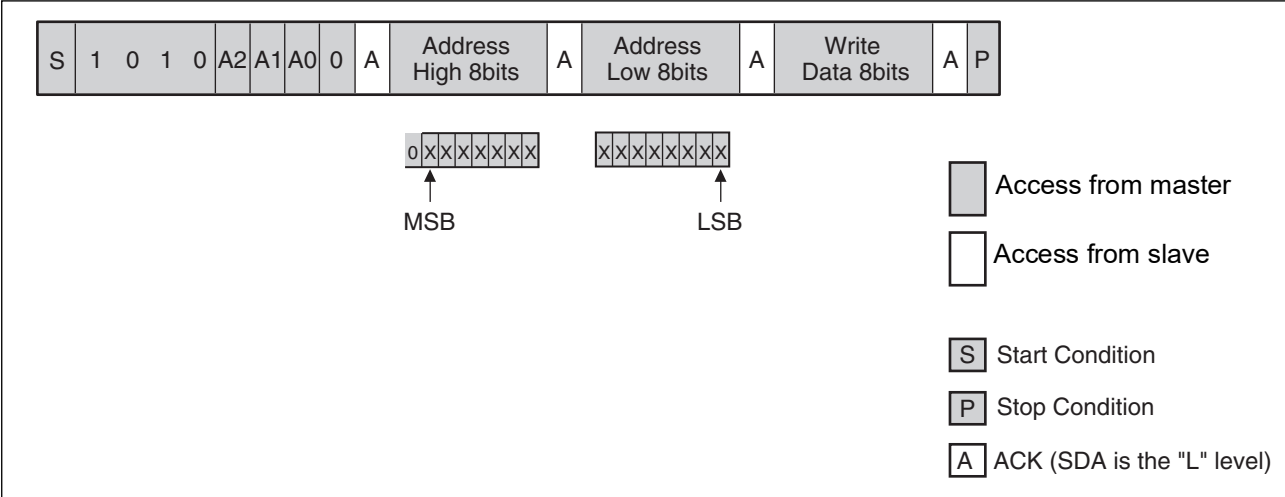 S 1 0 1 0 A2 A1 A0 0 A Address High 8bits A Address Low 8bits A Write Data 8bits A P
0 X X X X X X X X X X X X X X X
MSB LSB
Access from master
Access from slave
S Start Condition
P Stop Condition
A ACK (SDA is the "L" level)